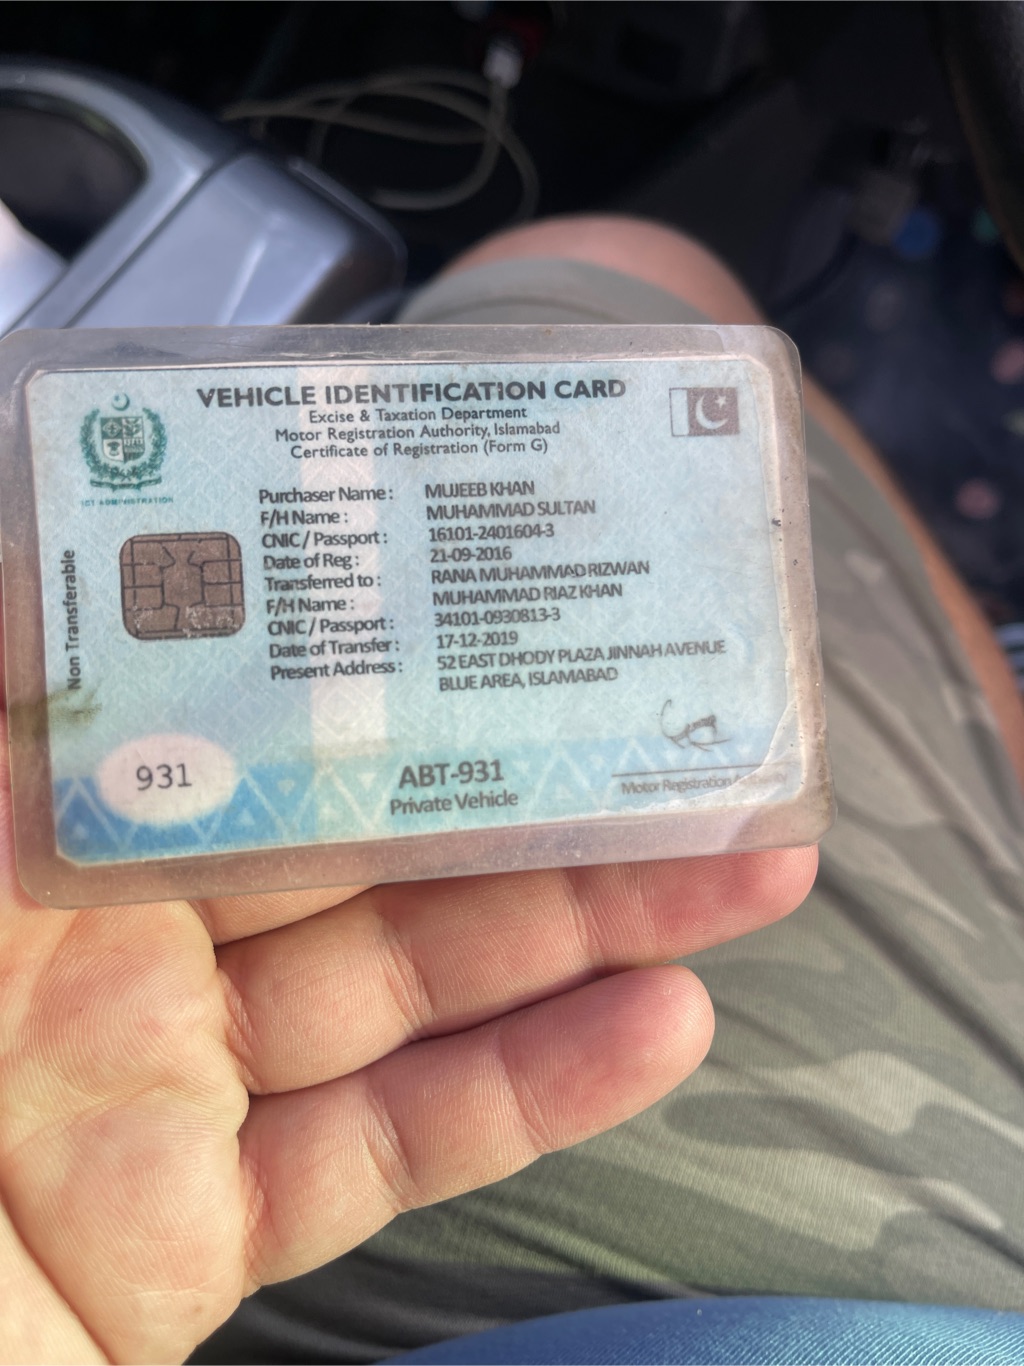 VEHICLE IDENTIFICATION CARD
Excise & Taxation Department
Motor Registration Authority, Islamabad
Certificate of Registration (Form G)
ICT ADMINISTRATION
Purchaser Name : MUJEEB KHAN
F/H Name : MUHAMMAD SULTAN
CNIC / Passport : 16101-2401604-3
Date of Reg : 21-09-2016
Transferred to : RANA MUHAMMAD RIZWAN
F/H Name : MUHAMMAD RIAZ KHAN
CNIC / Passport : 34101-0930813-3
Date of Transfer : 17-12-2019
Present Address : 52 EAST DHODY PLAZA JINNAH AVENUE
BLUE AREA, ISLAMABAD
Non Transferable
931
ABT-931
Private Vehicle
Motor Registration Authority